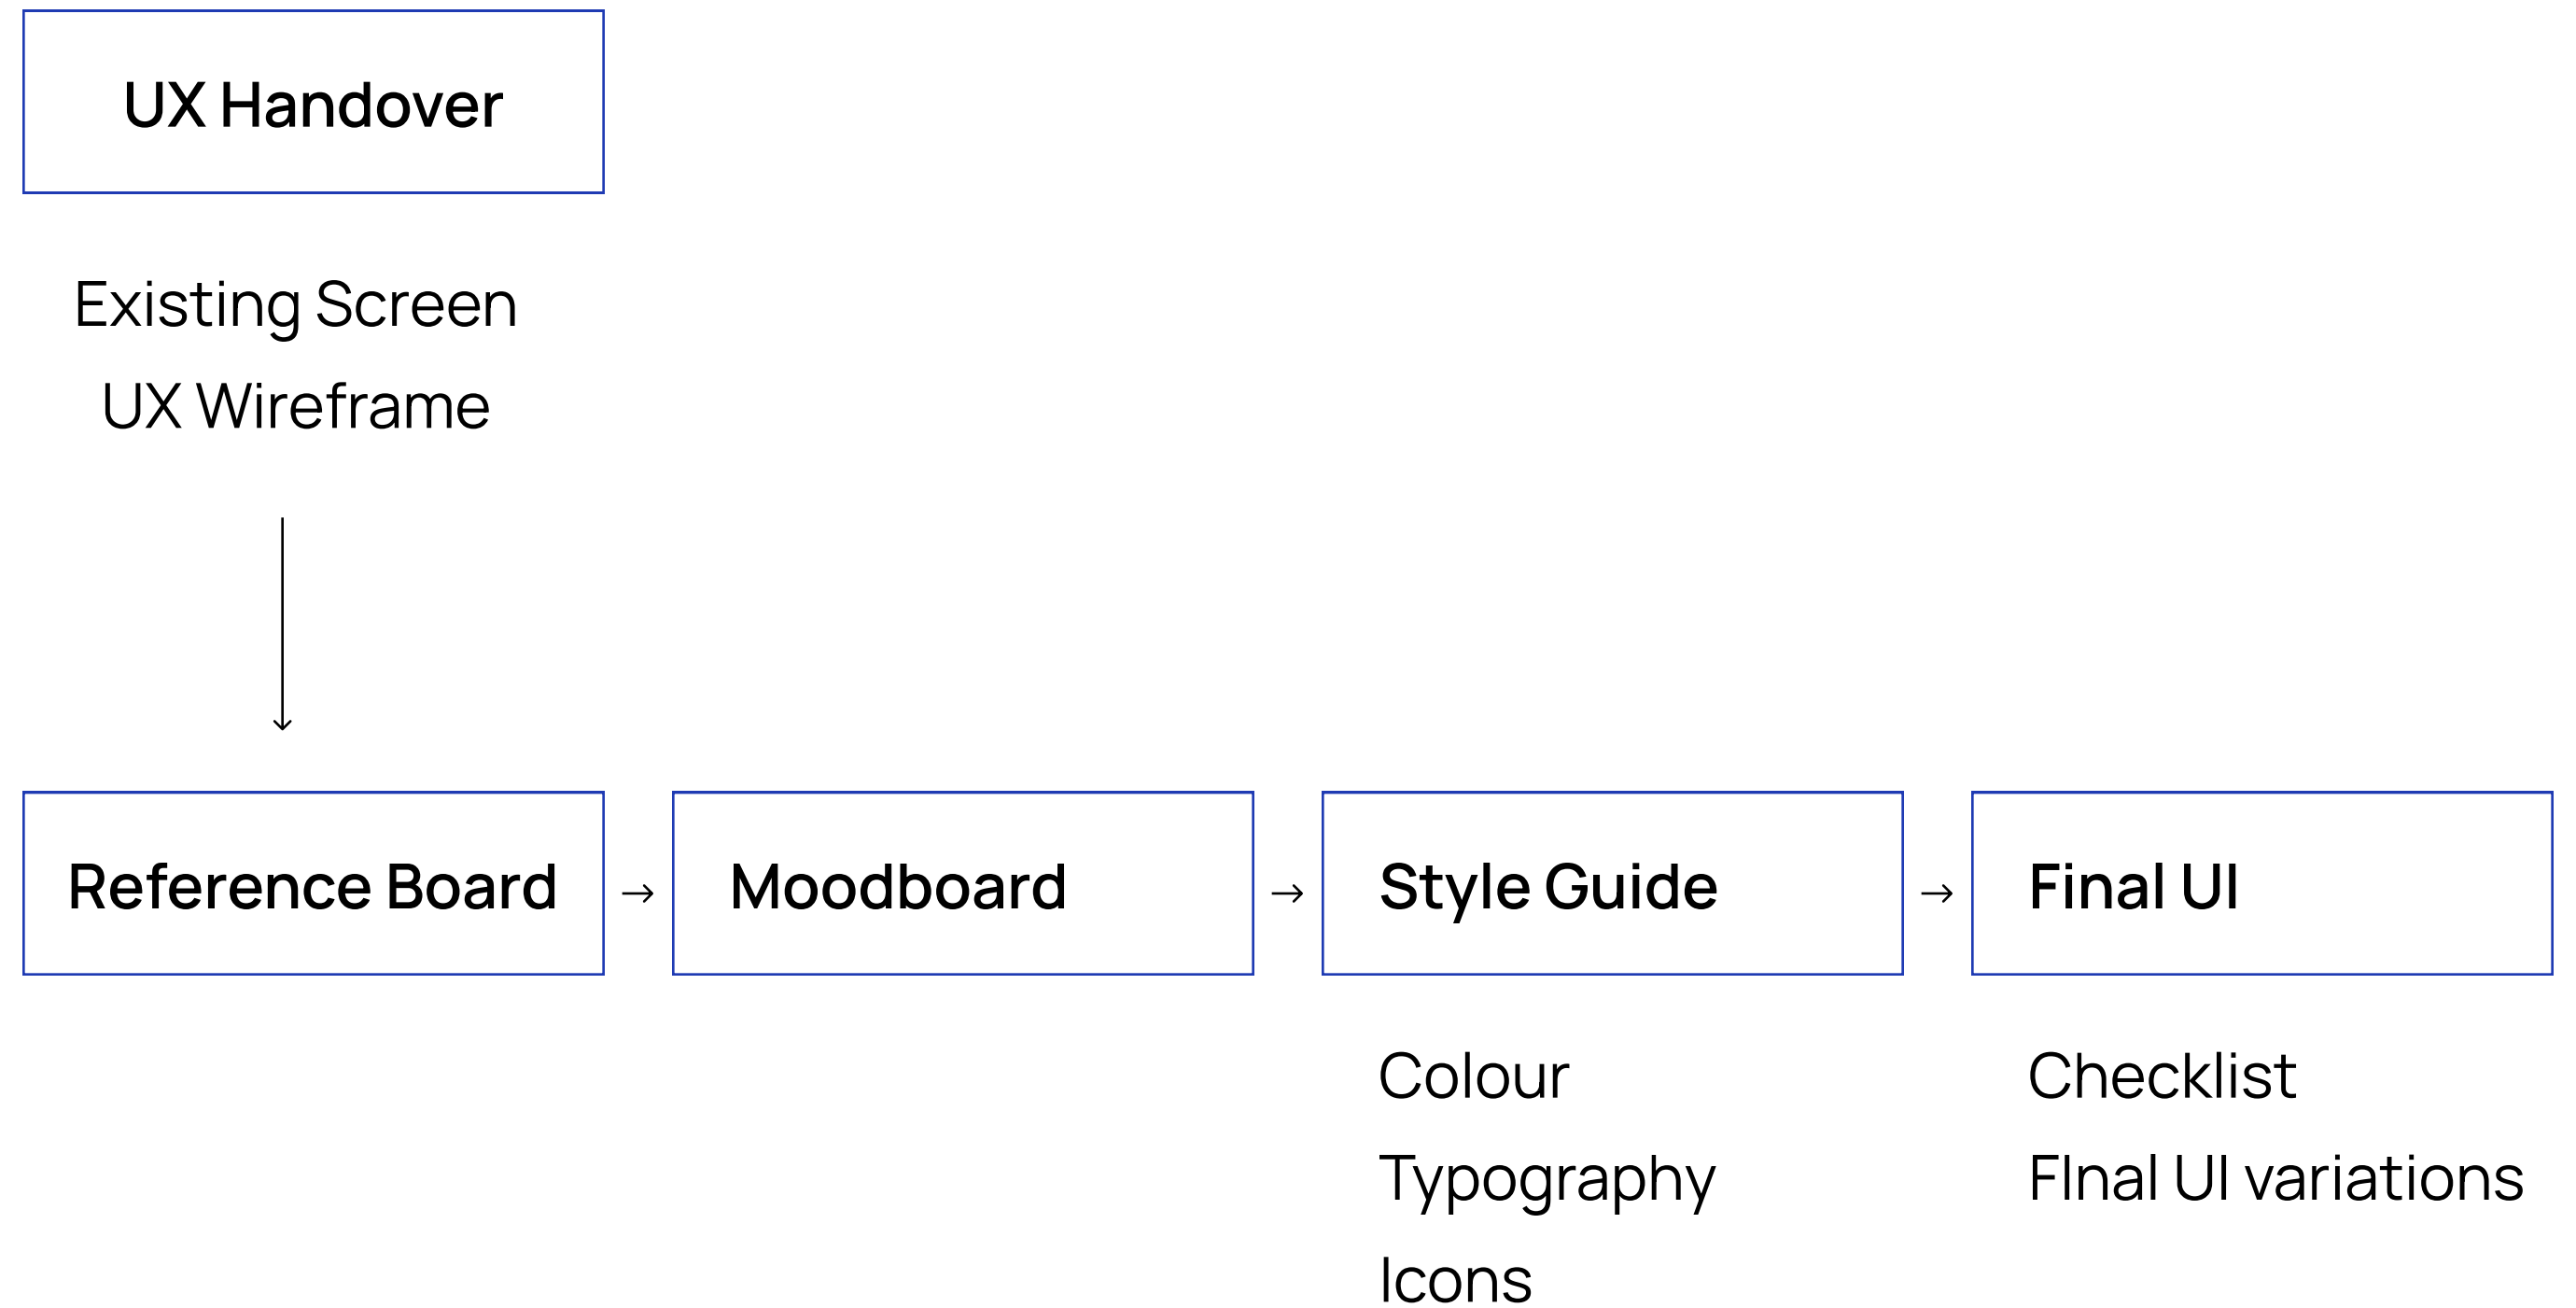 UX Handover
Existing Screen
UX Wireframe
Reference Board → Moodboard → Style Guide → Final UI
Colour
Typography
Icons
Checklist
FInal UI variations